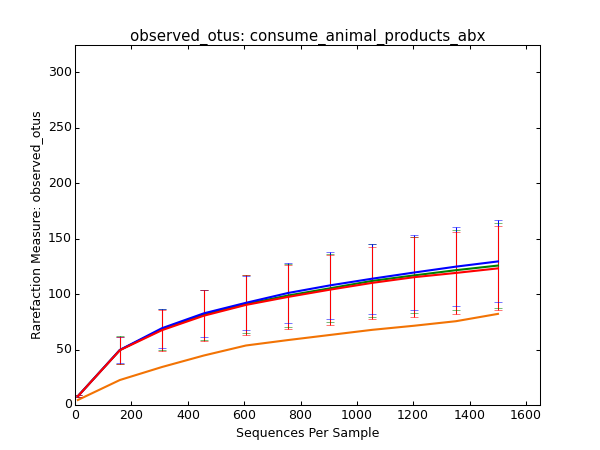 observed_otus: consume_animal_products_abx
300
250
200
150
100
50
0
Rarefaction Measure: observed_otus
0 200 400 600 800 1000 1200 1400 1600
Sequences Per Sample